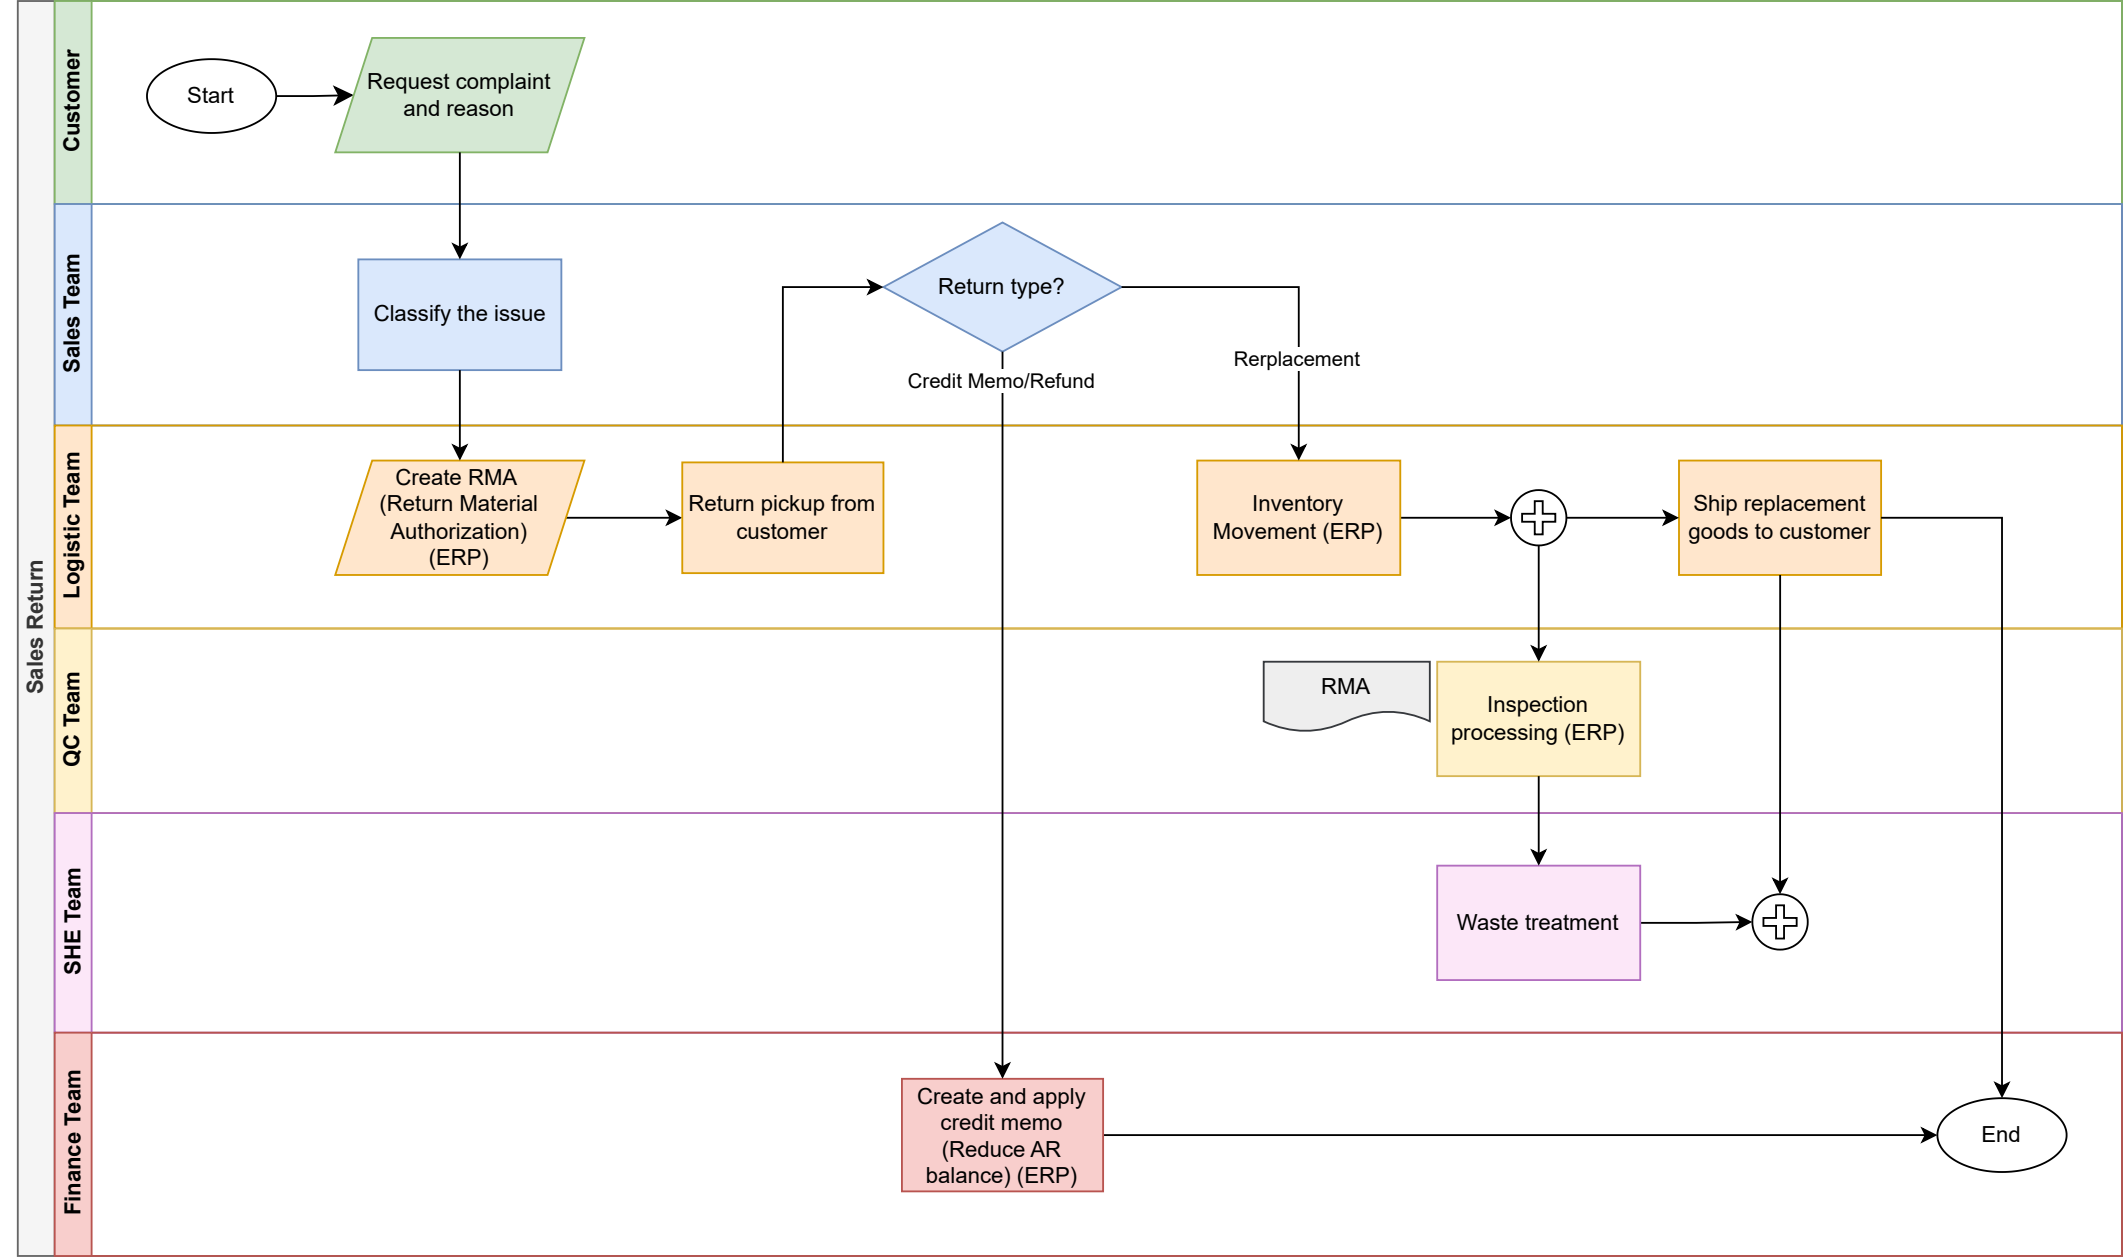 Sales Return
Customer
Start
Request complaint
and reason
Sales Team
Classify the issue
Return type?
Credit Memo/Refund
Rerplacement
Logistic Team
Create RMA
(Return Material
Authorization)
(ERP)
Return pickup from
customer
Inventory
Movement (ERP)
Ship replacement
goods to customer
QC Team
RMA
Inspection
processing (ERP)
SHE Team
Waste treatment
Finance Team
Create and apply
credit memo
(Reduce AR
balance) (ERP)
End